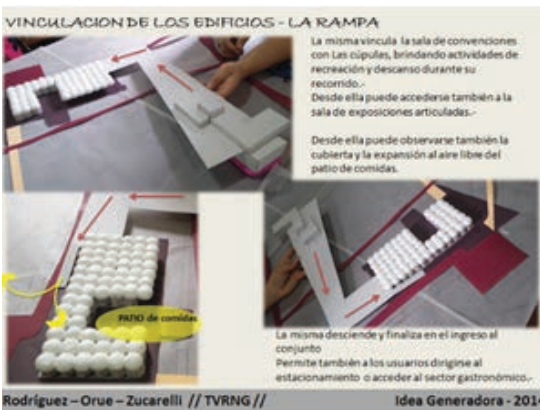 VINCULACION DE LOS EDIFICIOS - LA RAMPA
La misma vincula la sala de convenciones
con Las cúpulas, brindando actividades de
recreación y descanso durante su
recorrido.-
Desde ella puede accederse también a la
sala de exposiciones articuladas.-
Desde ella puede observarse también la
cubierta y la expansión al aire libre del
patio de comidas.
PATIO de comidas
La misma desciende y finaliza en el ingreso al
conjunto
Permite también a los usuarios dirigirse al
estacionamiento o acceder al sector gastronómico.-
Rodríguez – Orue – Zucarelli // TVRNG //
Idea Generadora - 2014